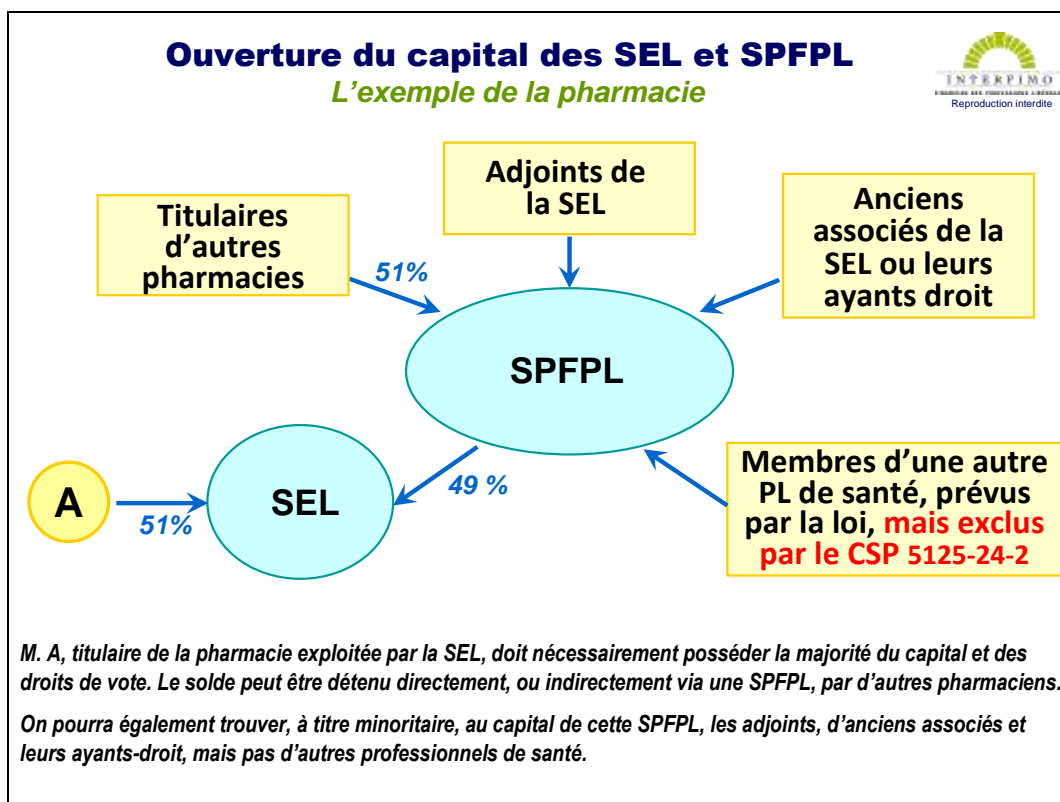 Ouverture du capital des SEL et SPFPL
L'exemple de la pharmacie
INTERFIMO
Reproduction interdite
Titulaires
d'autres
pharmacies
Adjoints de
la SEL
Anciens
associés de la
SEL ou leurs
ayants droit
51%
SPFPL
A
51%
SEL
49 %
Membres d'une autre
PL de santé, prévus
par la loi, mais exclus
par le CSP 5125-24-2
M. A, titulaire de la pharmacie exploitée par la SEL, doit nécessairement posséder la majorité du capital et des
droits de vote. Le solde peut être détenu directement, ou indirectement via une SPFPL, par d'autres pharmaciens.
On pourra également trouver, à titre minoritaire, au capital de cette SPFPL, les adjoints, d'anciens associés et
leurs ayants-droit, mais pas d'autres professionnels de santé.